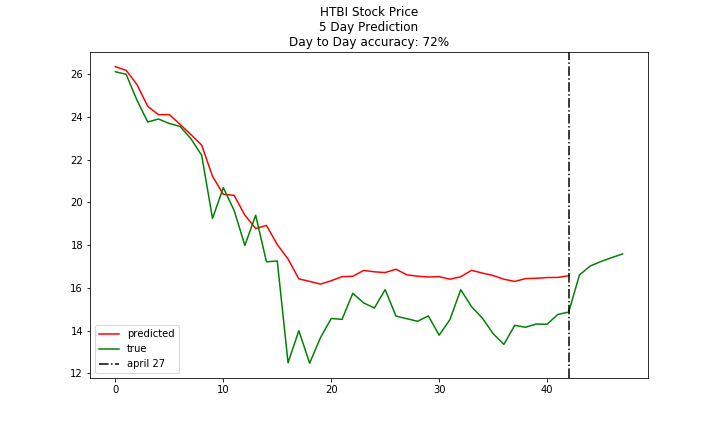 HTBI Stock Price
5 Day Prediction
Day to Day accuracy: 72%
26
24
22
20
18
16
14
12
predicted
true
april 27
0 10 20 30 40